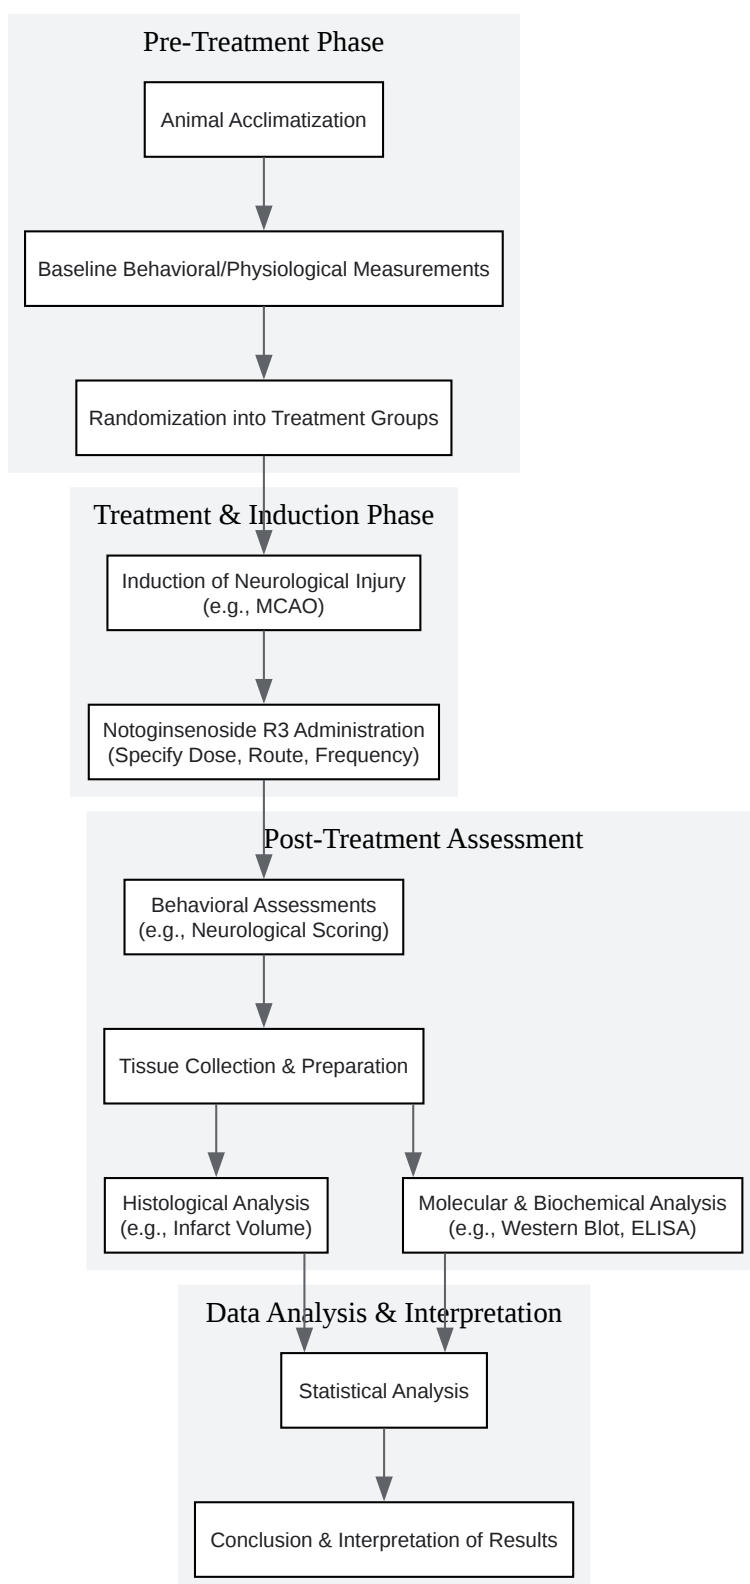 Pre-Treatment Phase
Animal Acclimatization
Baseline Behavioral/Physiological Measurements
Randomization into Treatment Groups
Treatment & Induction Phase
Induction of Neurological Injury
(e.g., MCAO)
Notoginsenoside R3 Administration
(Specify Dose, Route, Frequency)
Post-Treatment Assessment
Behavioral Assessments
(e.g., Neurological Scoring)
Tissue Collection & Preparation
Histological Analysis
(e.g., Infarct Volume)
Molecular & Biochemical Analysis
(e.g., Western Blot, ELISA)
Data Analysis & Interpretation
Statistical Analysis
Conclusion & Interpretation of Results